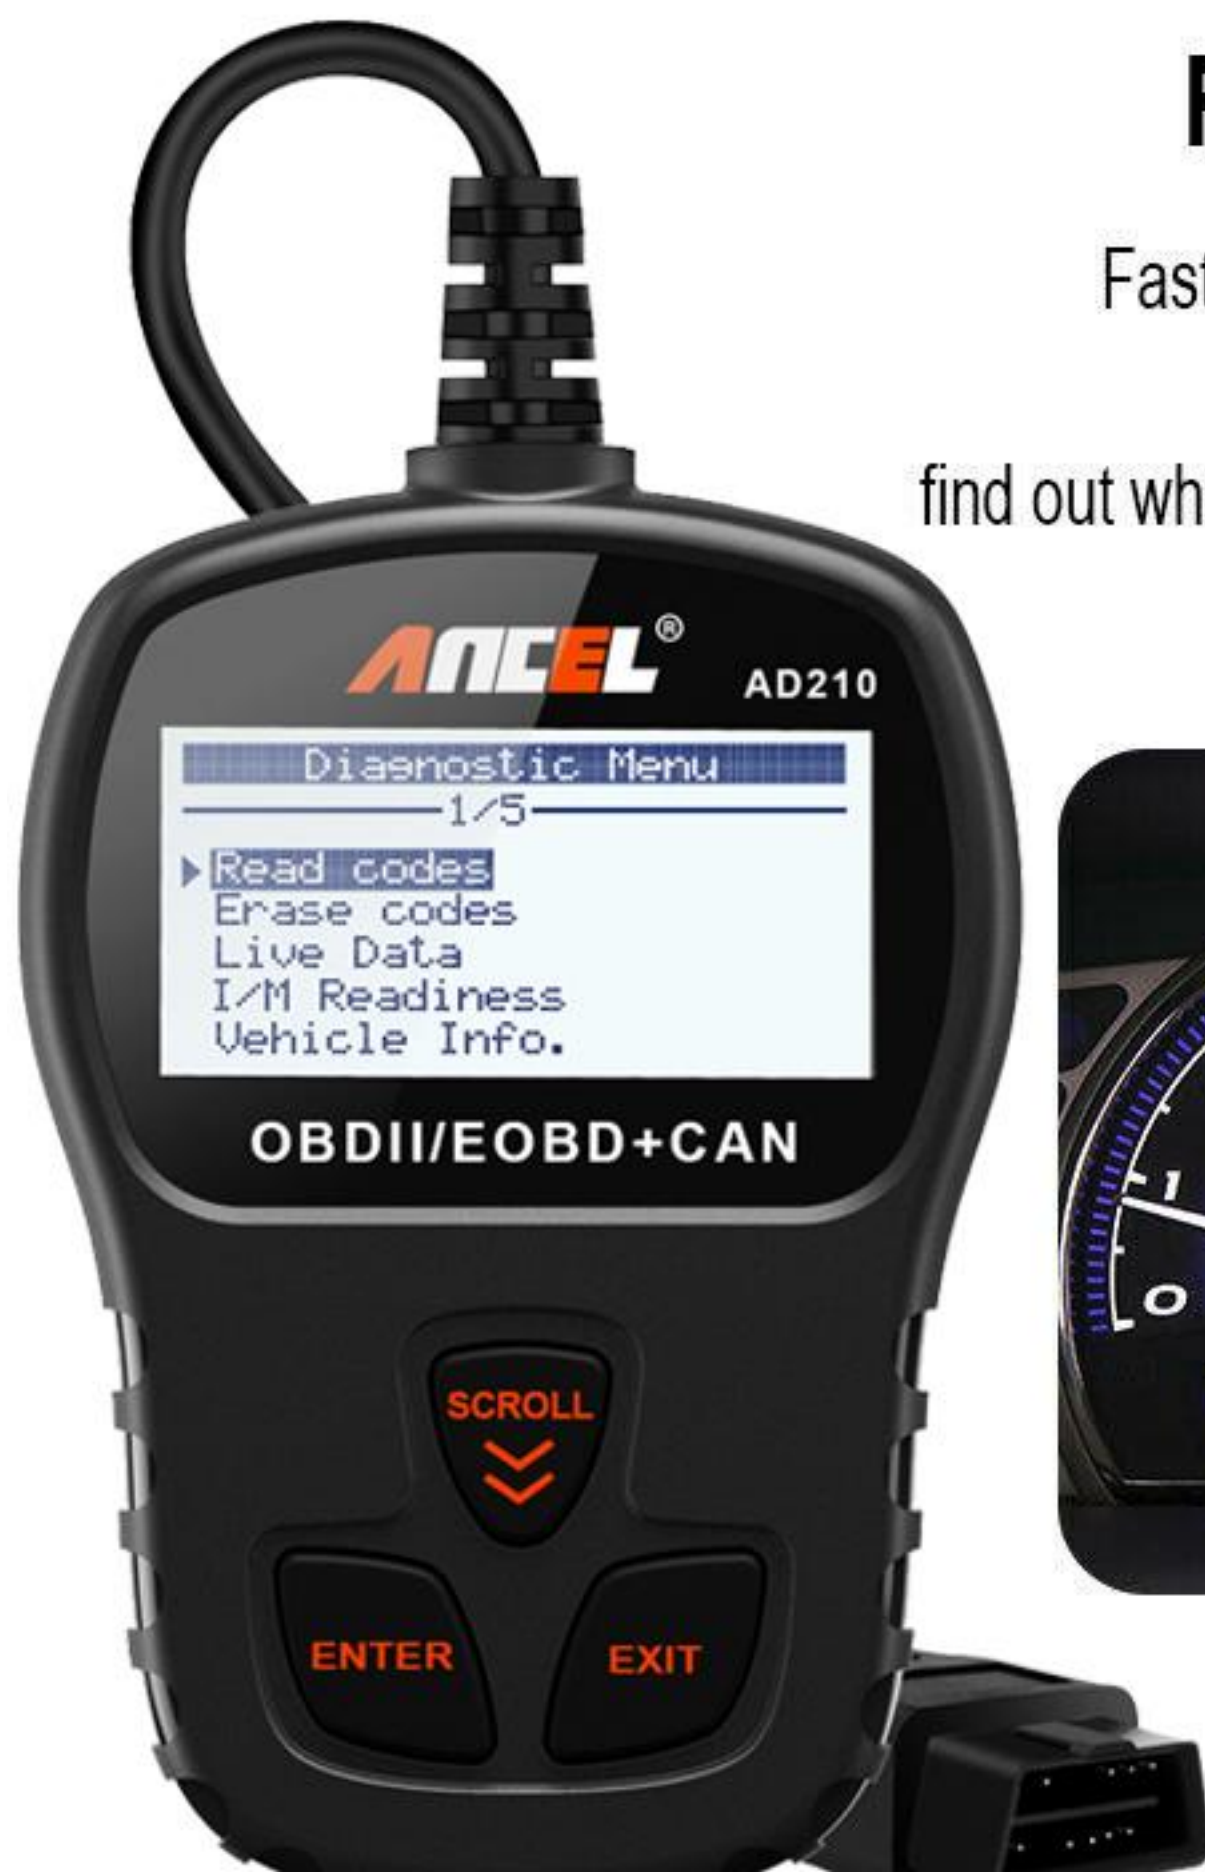 Fast
find out wh
ANCEL®
AD210
Diagnostic Menu
1/5
Read codes
Erase codes
Live Data
I/M Readiness
Vehicle Info.
OBDII/EOBD+CAN
1
0
SCROLL
ENTER
EXIT